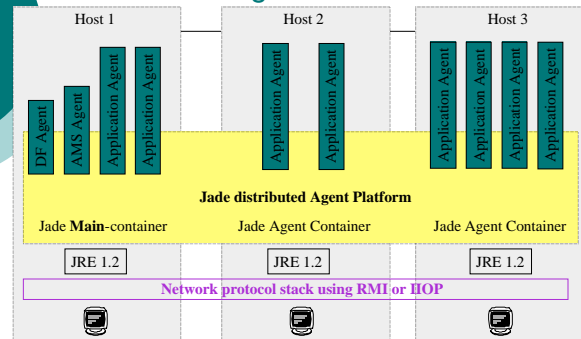 Host 1
Host 2
Host 3
DF Agent
AMS Agent
Application Agent
Application Agent
Application Agent
Application Agent
Application Agent
Application Agent
Application Agent
Application Agent
Jade distributed Agent Platform
Jade Main-container
Jade Agent Container
Jade Agent Container
JRE 1.2
JRE 1.2
JRE 1.2
Network protocol stack using RMI or IIOP